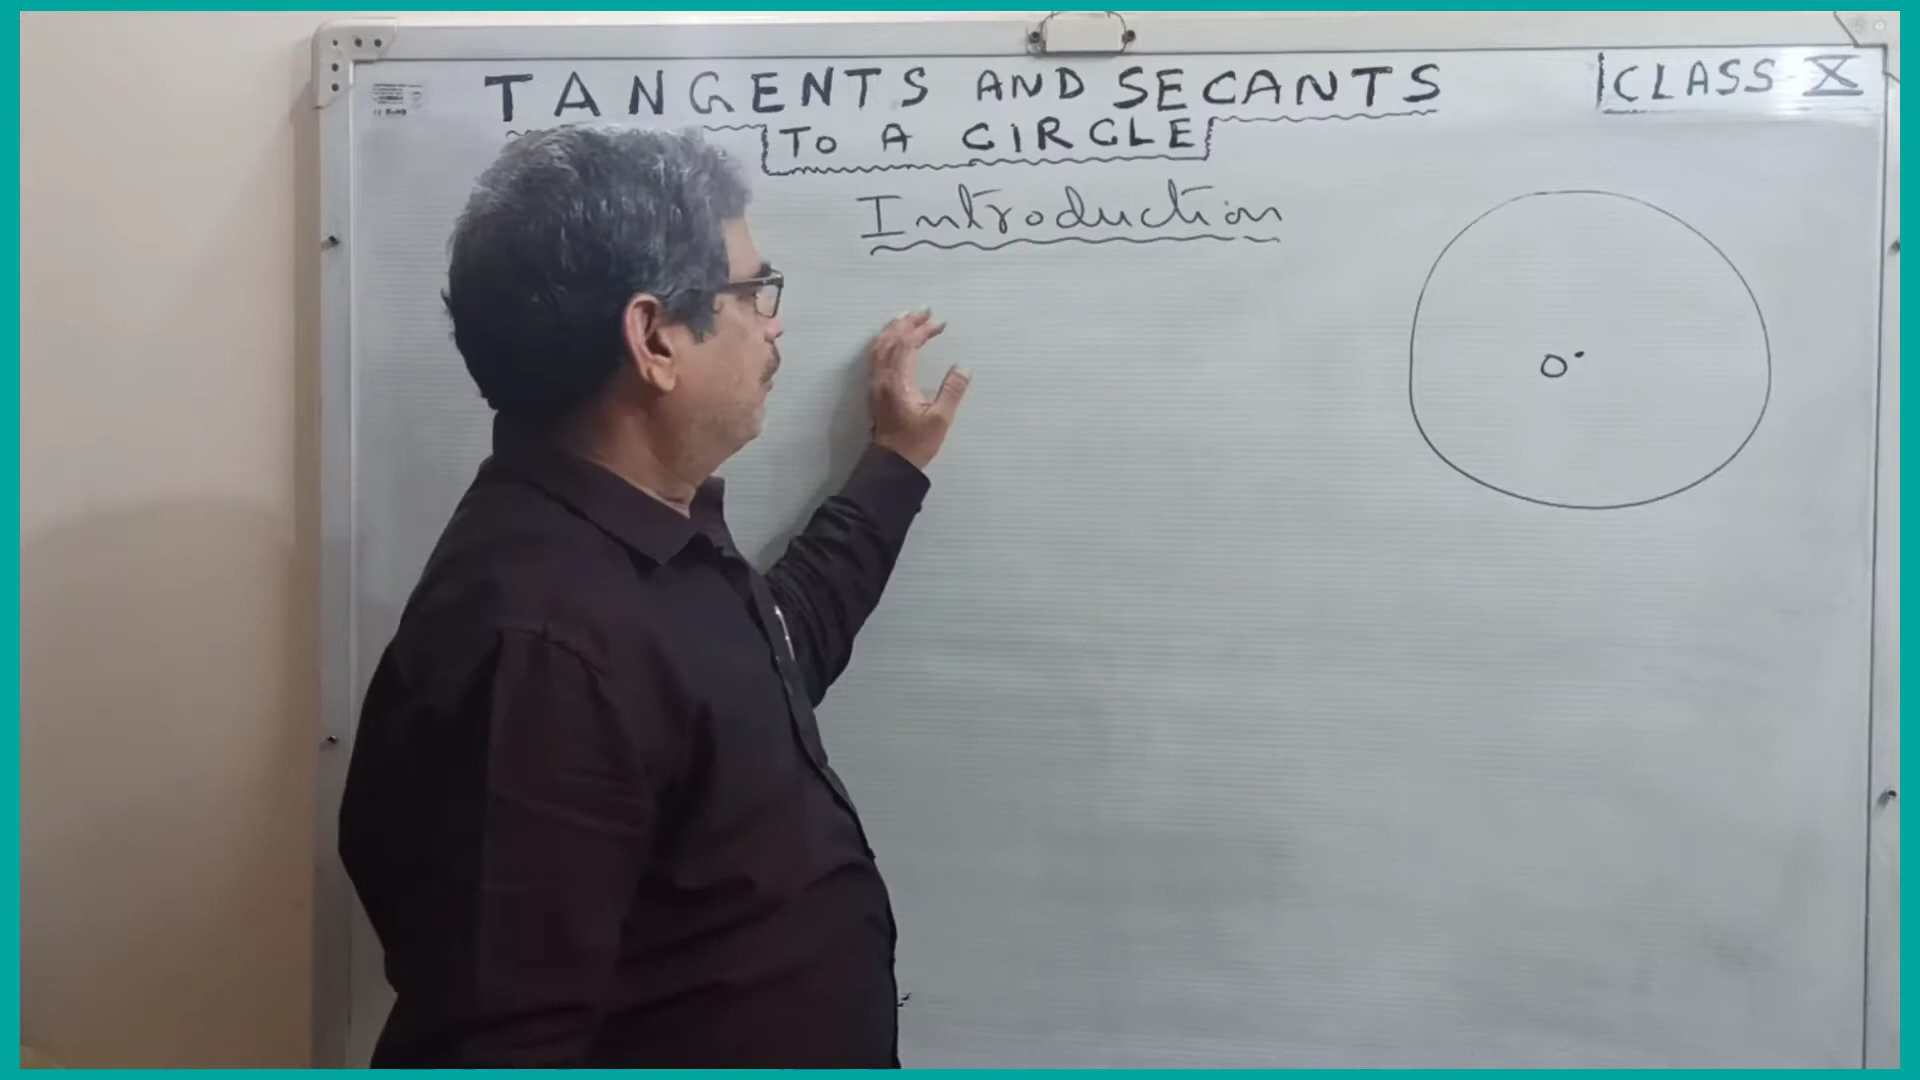 TANGENTS AND SECANTS
CLASS X
TO A CIRCLE
Introduction
O